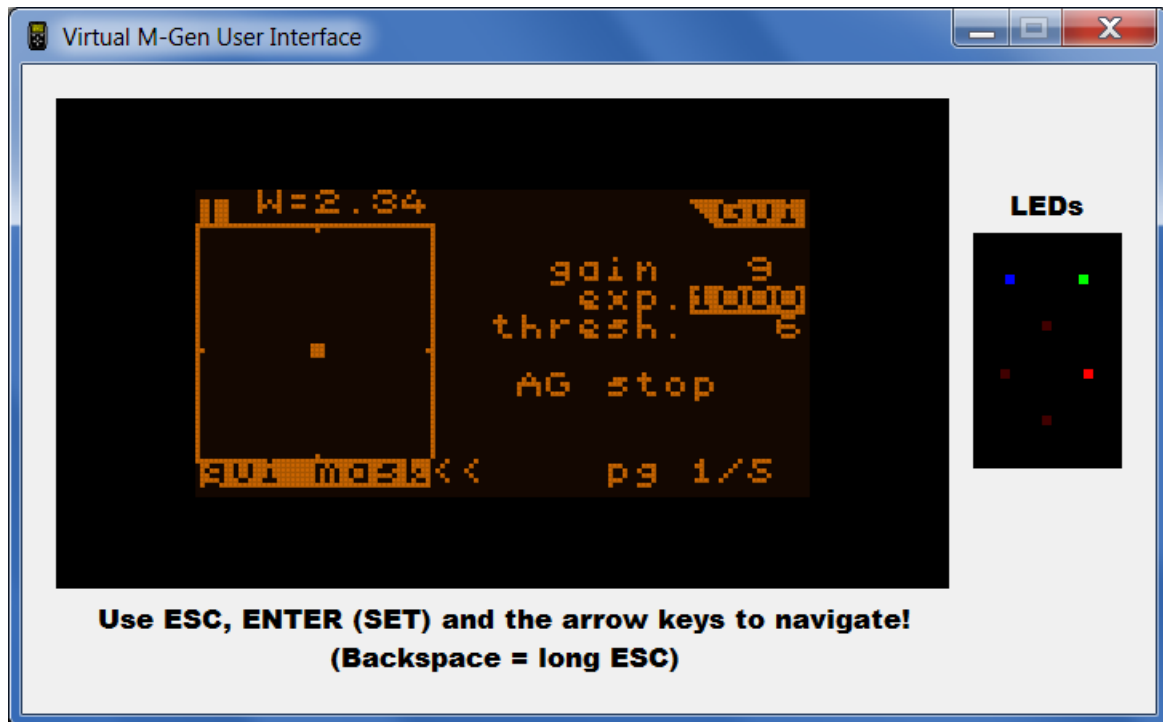 Virtual M-Gen User Interface
W=2.34
GUI
gain 9
exp. 1000
thresh. 6
AG stop
gui mask<< pg 1/5
LEDs
Use ESC, ENTER (SET) and the arrow keys to navigate!
(Backspace = long ESC)